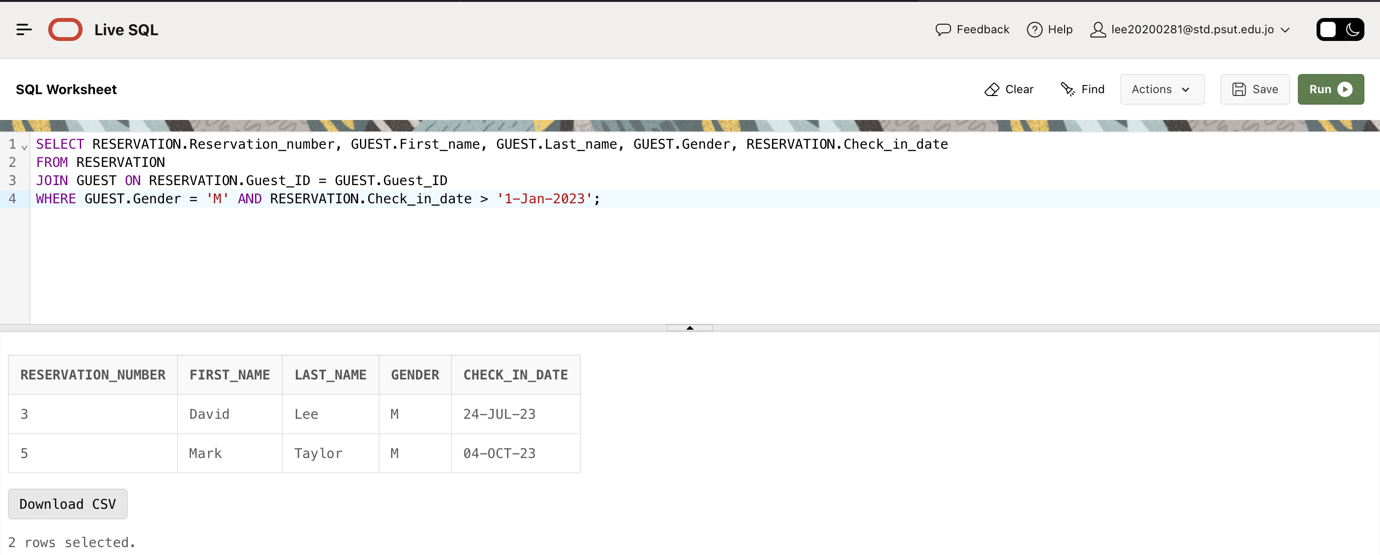 Live SQL Feedback Help lee20200281@std.psut.edu.jo
SQL Worksheet Clear Find Actions Save Run
1 SELECT RESERVATION.Reservation_number, GUEST.First_name, GUEST.Last_name, GUEST.Gender, RESERVATION.Check_in_date
2 FROM RESERVATION
3 JOIN GUEST ON RESERVATION.Guest_ID = GUEST.Guest_ID
4 WHERE GUEST.Gender = 'M' AND RESERVATION.Check_in_date > '1-Jan-2023';
RESERVATION_NUMBER FIRST_NAME LAST_NAME GENDER CHECK_IN_DATE
3 David Lee M 24-JUL-23
5 Mark Taylor M 04-OCT-23
Download CSV
2 rows selected.